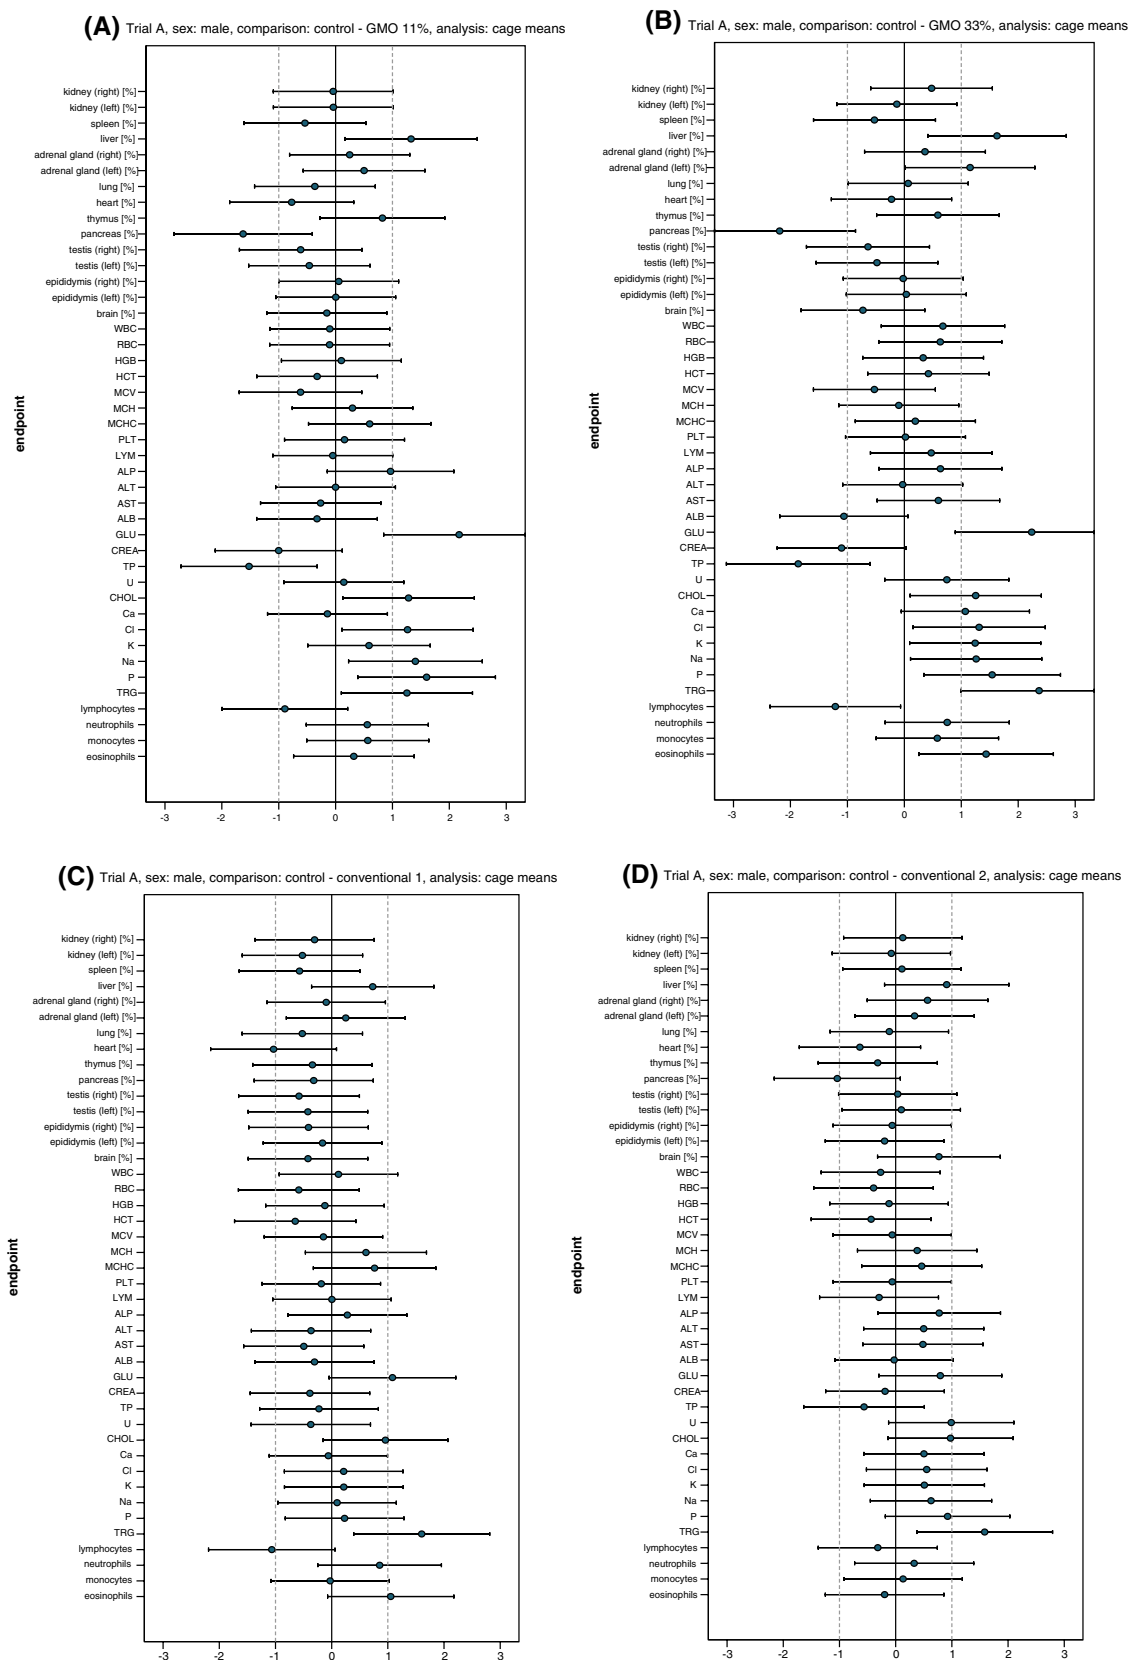 (A) Trial A, sex: male, comparison: control - GMO 11%, analysis: cage means
endpoint
kidney (right) [%]
kidney (left) [%]
spleen [%]
liver [%]
adrenal gland (right) [%]
adrenal gland (left) [%]
lung [%]
heart [%]
thymus [%]
pancreas [%]
testis (right) [%]
testis (left) [%]
epididymis (right) [%]
epididymis (left) [%]
brain [%]
WBC
RBC
HGB
HCT
MCV
MCH
MCHC
PLT
LYM
ALP
ALT
AST
ALB
GLU
CREA
TP
U
CHOL
Ca
Cl
K
Na
P
TRG
lymphocytes
neutrophils
monocytes
eosinophils
-3 -2 -1 0 1 2 3
(B) Trial A, sex: male, comparison: control - GMO 33%, analysis: cage means
endpoint
kidney (right) [%]
kidney (left) [%]
spleen [%]
liver [%]
adrenal gland (right) [%]
adrenal gland (left) [%]
lung [%]
heart [%]
thymus [%]
pancreas [%]
testis (right) [%]
testis (left) [%]
epididymis (right) [%]
epididymis (left) [%]
brain [%]
WBC
RBC
HGB
HCT
MCV
MCH
MCHC
PLT
LYM
ALP
ALT
AST
ALB
GLU
CREA
TP
U
CHOL
Ca
Cl
K
Na
P
TRG
lymphocytes
neutrophils
monocytes
eosinophils
-3 -2 -1 0 1 2 3
(C) Trial A, sex: male, comparison: control - conventional 1, analysis: cage means
endpoint
kidney (right) [%]
kidney (left) [%]
spleen [%]
liver [%]
adrenal gland (right) [%]
adrenal gland (left) [%]
lung [%]
heart [%]
thymus [%]
pancreas [%]
testis (right) [%]
testis (left) [%]
epididymis (right) [%]
epididymis (left) [%]
brain [%]
WBC
RBC
HGB
HCT
MCV
MCH
MCHC
PLT
LYM
ALP
ALT
AST
ALB
GLU
CREA
TP
U
CHOL
Ca
Cl
K
Na
P
TRG
lymphocytes
neutrophils
monocytes
eosinophils
-3 -2 -1 0 1 2 3
(D) Trial A, sex: male, comparison: control - conventional 2, analysis: cage means
endpoint
kidney (right) [%]
kidney (left) [%]
spleen [%]
liver [%]
adrenal gland (right) [%]
adrenal gland (left) [%]
lung [%]
heart [%]
thymus [%]
pancreas [%]
testis (right) [%]
testis (left) [%]
epididymis (right) [%]
epididymis (left) [%]
brain [%]
WBC
RBC
HGB
HCT
MCV
MCH
MCHC
PLT
LYM
ALP
ALT
AST
ALB
GLU
CREA
TP
U
CHOL
Ca
Cl
K
Na
P
TRG
lymphocytes
neutrophils
monocytes
eosinophils
-3 -2 -1 0 1 2 3